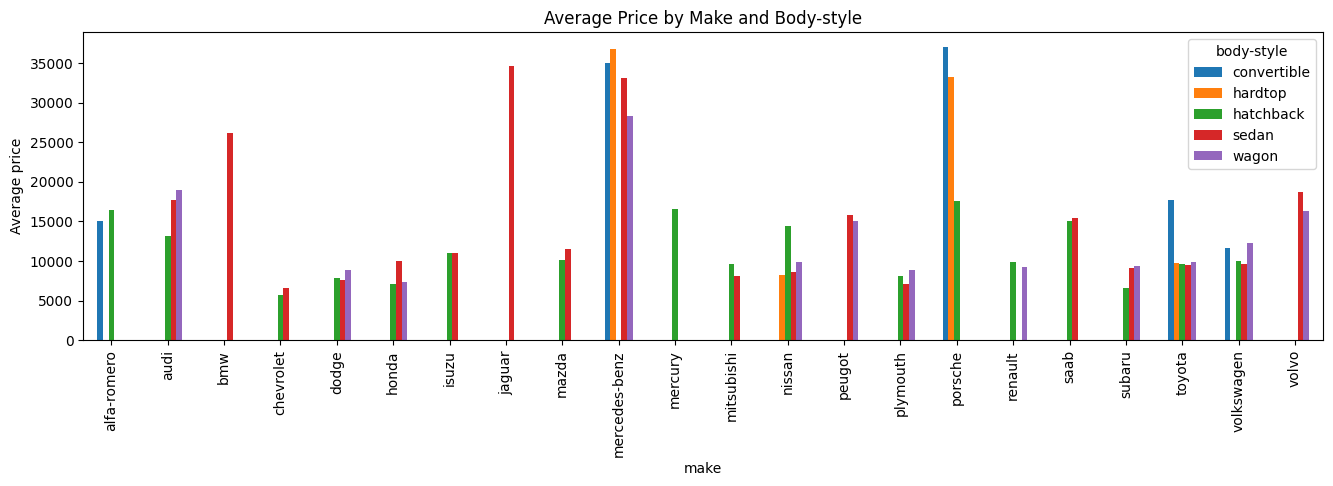 Average Price by Make and Body-style
body-style
convertible
hardtop
hatchback
sedan
wagon
Average price
35000
30000
25000
20000
15000
10000
5000
0
alfa-romero
audi
bmw
chevrolet
dodge
honda
isuzu
jaguar
mazda
mercedes-benz
mercury
mitsubishi
nissan
peugot
plymouth
porsche
renault
saab
subaru
toyota
volkswagen
volvo
make